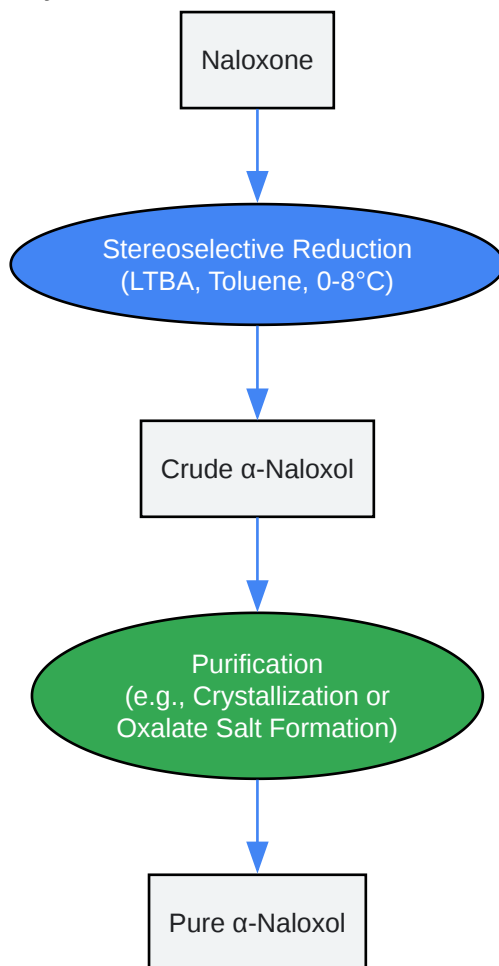 Naloxone
Stereoselective Reduction
(LTBA, Toluene, 0-8°C)
Crude α-Naloxol
Purification
(e.g., Crystallization or
Oxalate Salt Formation)
Pure α-Naloxol